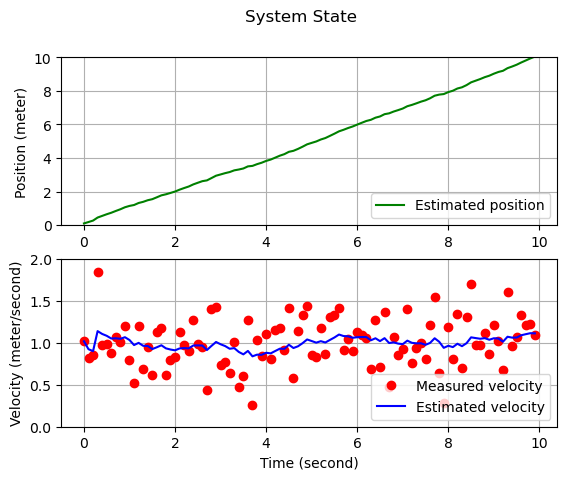 System State
Position (meter)
10
8
6
4
2
0
Estimated position
0 2 4 6 8 10
Velocity (meter/second)
2.0
1.5
1.0
0.5
0.0
Measured velocity
Estimated velocity
0 2 4 6 8 10
Time (second)